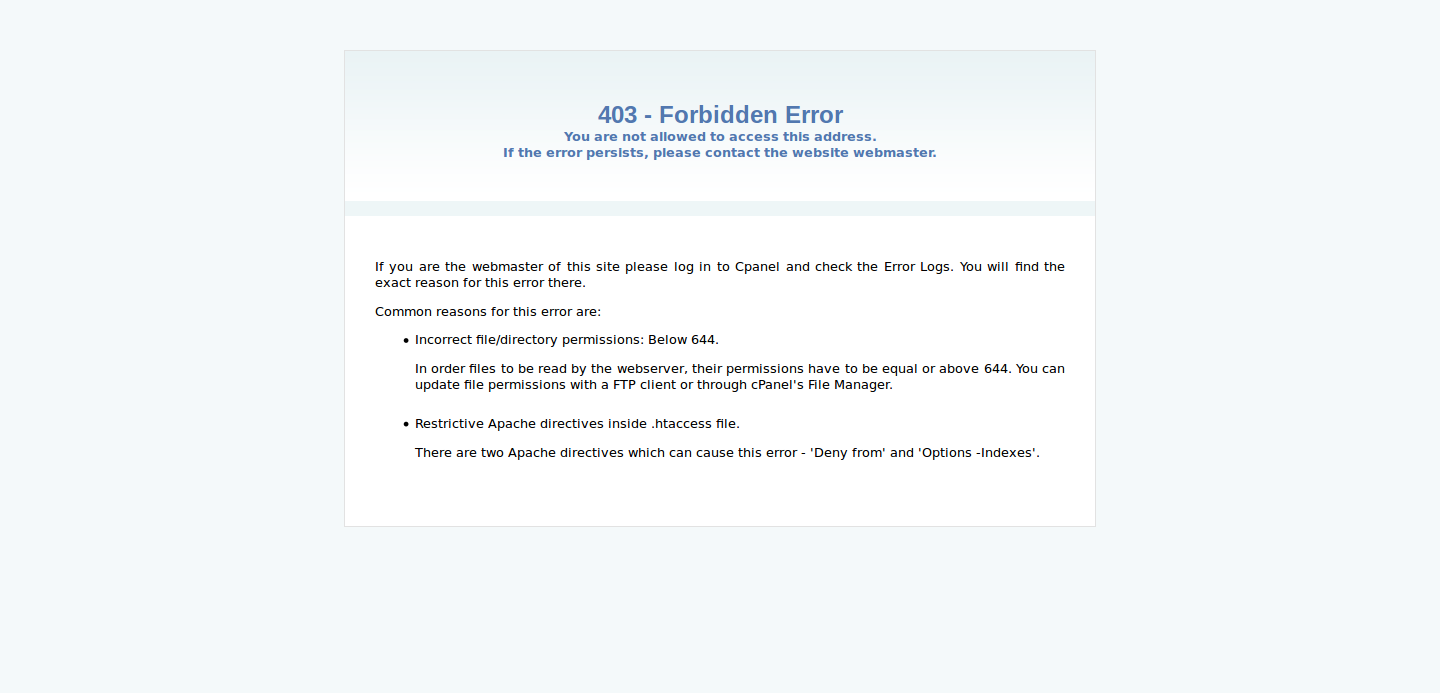 403 - Forbidden Error
You are not allowed to access this address.
If the error persists, please contact the website webmaster.
If you are the webmaster of this site please log in to Cpanel and check the Error Logs. You will find the
exact reason for this error there.
Common reasons for this error are:
• Incorrect file/directory permissions: Below 644.
In order files to be read by the webserver, their permissions have to be equal or above 644. You can
update file permissions with a FTP client or through cPanel's File Manager.
• Restrictive Apache directives inside .htaccess file.
There are two Apache directives which can cause this error - 'Deny from' and 'Options -Indexes'.